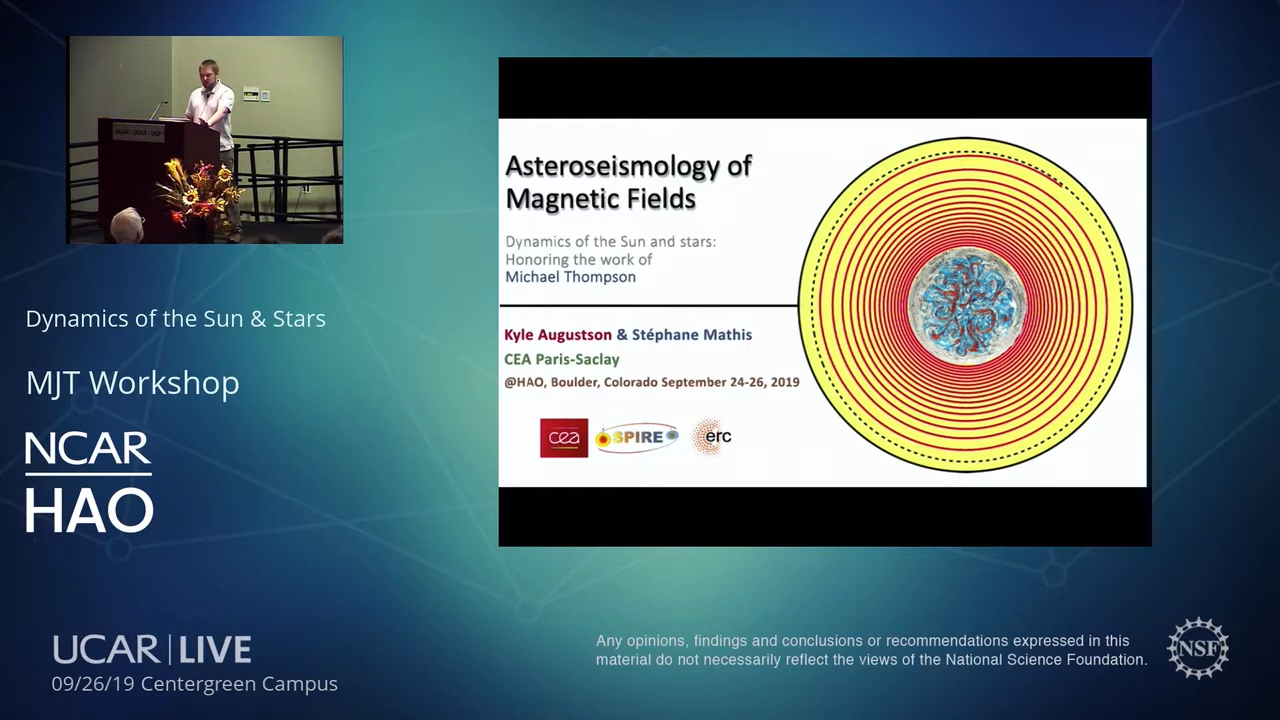 NCAR · UCAR · UCP
Dynamics of the Sun & Stars
MJT Workshop
NCAR
HAO
UCAR | LIVE
09/26/19 Centergreen Campus
Asteroseismology of
Magnetic Fields
Dynamics of the Sun and stars:
Honoring the work of
Michael Thompson
Kyle Augustson & Stéphane Mathis
CEA Paris-Saclay
@HAO, Boulder, Colorado September 24-26, 2019
cea
SPIRE
erc
Any opinions, findings and conclusions or recommendations expressed in this
material do not necessarily reflect the views of the National Science Foundation.
NSF